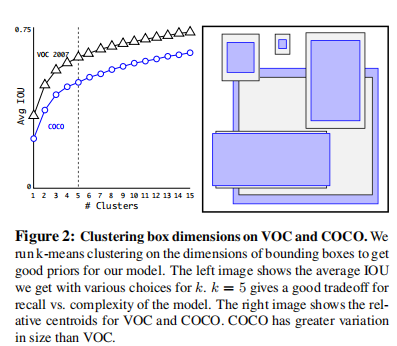 0.75
VOC 2007
Avg IOU
COCO
0
1 2 3 4 5 6 7 8 9 10 11 12 13 14 15
# Clusters
Figure 2: Clustering box dimensions on VOC and COCO. We
run k-means clustering on the dimensions of bounding boxes to get
good priors for our model. The left image shows the average IOU
we get with various choices for k. k = 5 gives a good tradeoff for
recall vs. complexity of the model. The right image shows the rel-
ative centroids for VOC and COCO. COCO has greater variation
in size than VOC.